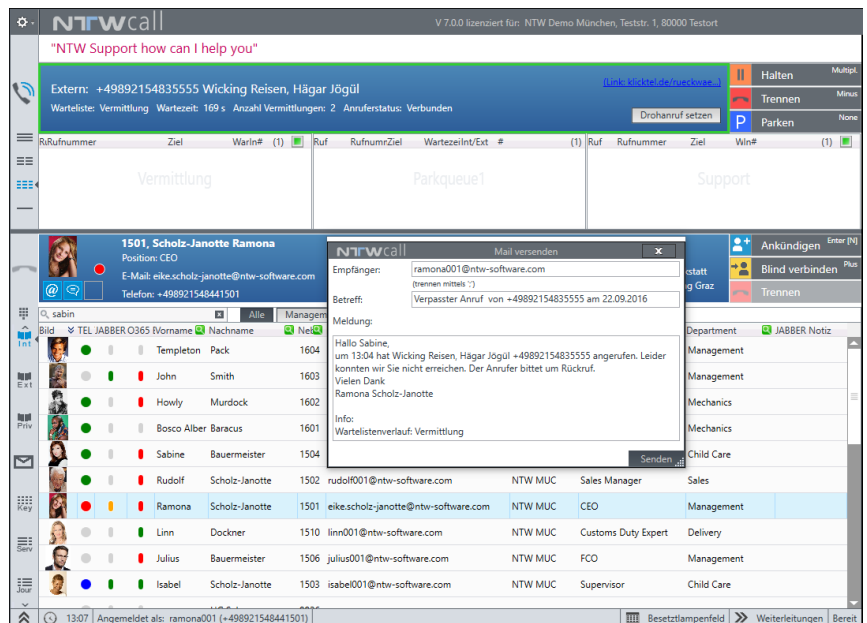 NTWcall
V 7.0.0 lizenziert für: NTW Demo München, Teststr. 1, 80000 Testort
"NTW Support how can I help you"
Extern: +49892154835555 Wicking Reisen, Hägar Jögül
(Link: klicktel.de/rueckwae...)
Warteliste: Vermittlung Wartezeit: 169 s Anzahl Vermittlungen: 2 Anruferstatus: Verbunden
Drohanruf setzen
Halten Multipl.
Trennen Minus
P Parken None
RıRufnummer Ziel WarIn# (1)
Ruf RufnumrZiel WartezeiInt/Ext # (1)
Ruf Rufnummer Ziel WIn# (1)
Vermittlung
Parkqueue1
Support
1501, Scholz-Janotte Ramona
Position: CEO
E-Mail: eike.scholz-janotte@ntw-software.com
Telefon: +498921548441501
@
kstatt
g Graz
Ankündigen Enter [N]
Blind verbinden Plus
Trennen
NTWcall Mail versenden x
Empfänger: ramona001@ntw-software.com
(trennen mittels ';')
Betreff: Verpasster Anruf von +49892154835555 am 22.09.2016
Meldung:
Hallo Sabine,
um 13:04 hat Wicking Reisen, Hägar Jögül +49892154835555 angerufen. Leider
konnten wir Sie nicht erreichen. Der Anrufer bittet um Rückruf.
Vielen Dank
Ramona Scholz-Janotte
Info:
Wartelistenverlauf: Vermittlung
Senden
sabin Alle Managem
Bild TEL JABBER O365 IVorname Nachname Net Department JABBER Notiz
Templeton Pack 1604 Management
John Smith 1603 Management
Howly Murdock 1602 Mechanics
Bosco Alber Baracus 1601 Mechanics
Sabine Bauermeister 1504 Child Care
Rudolf Scholz-Janotte 1502 rudolf001@ntw-software.com NTW MUC Sales Manager Sales
Ramona Scholz-Janotte 1501 eike.scholz-janotte@ntw-software.com NTW MUC CEO Management
Linn Dockner 1510 linn001@ntw-software.com NTW MUC Customs Duty Expert Delivery
Julius Bauermeister 1506 julius001@ntw-software.com NTW MUC FCO Management
Isabel Scholz-Janotte 1503 isabel001@ntw-software.com NTW MUC Supervisor Child Care
Int
Ext
Priv
Key
Serv
Jour
13:07 Angemeldet als: ramona001 (+498921548441501)
Besetztlampenfeld Weiterleitungen Bereit